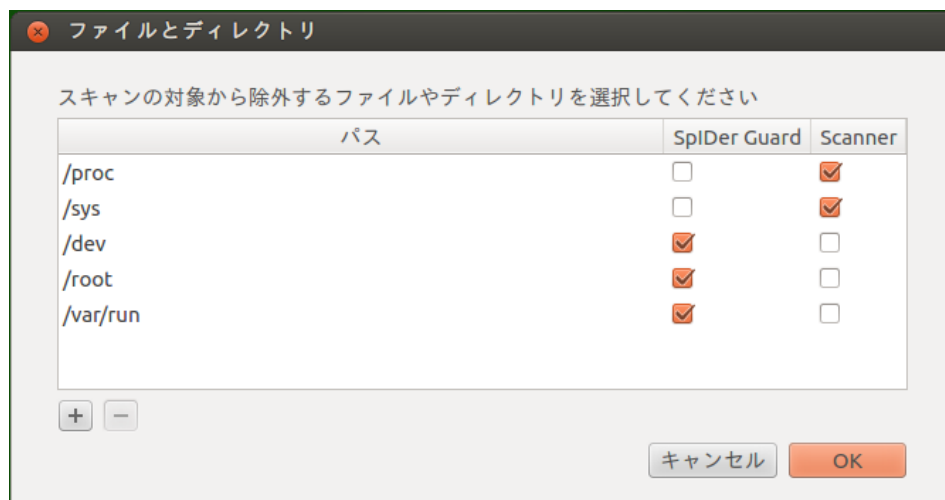 ファイルとディレクトリ
スキャンの対象から除外するファイルやディレクトリを選択してください
パス SpIDer Guard Scanner
/proc
/sys
/dev
/root
/var/run
+ −
キャンセル OK